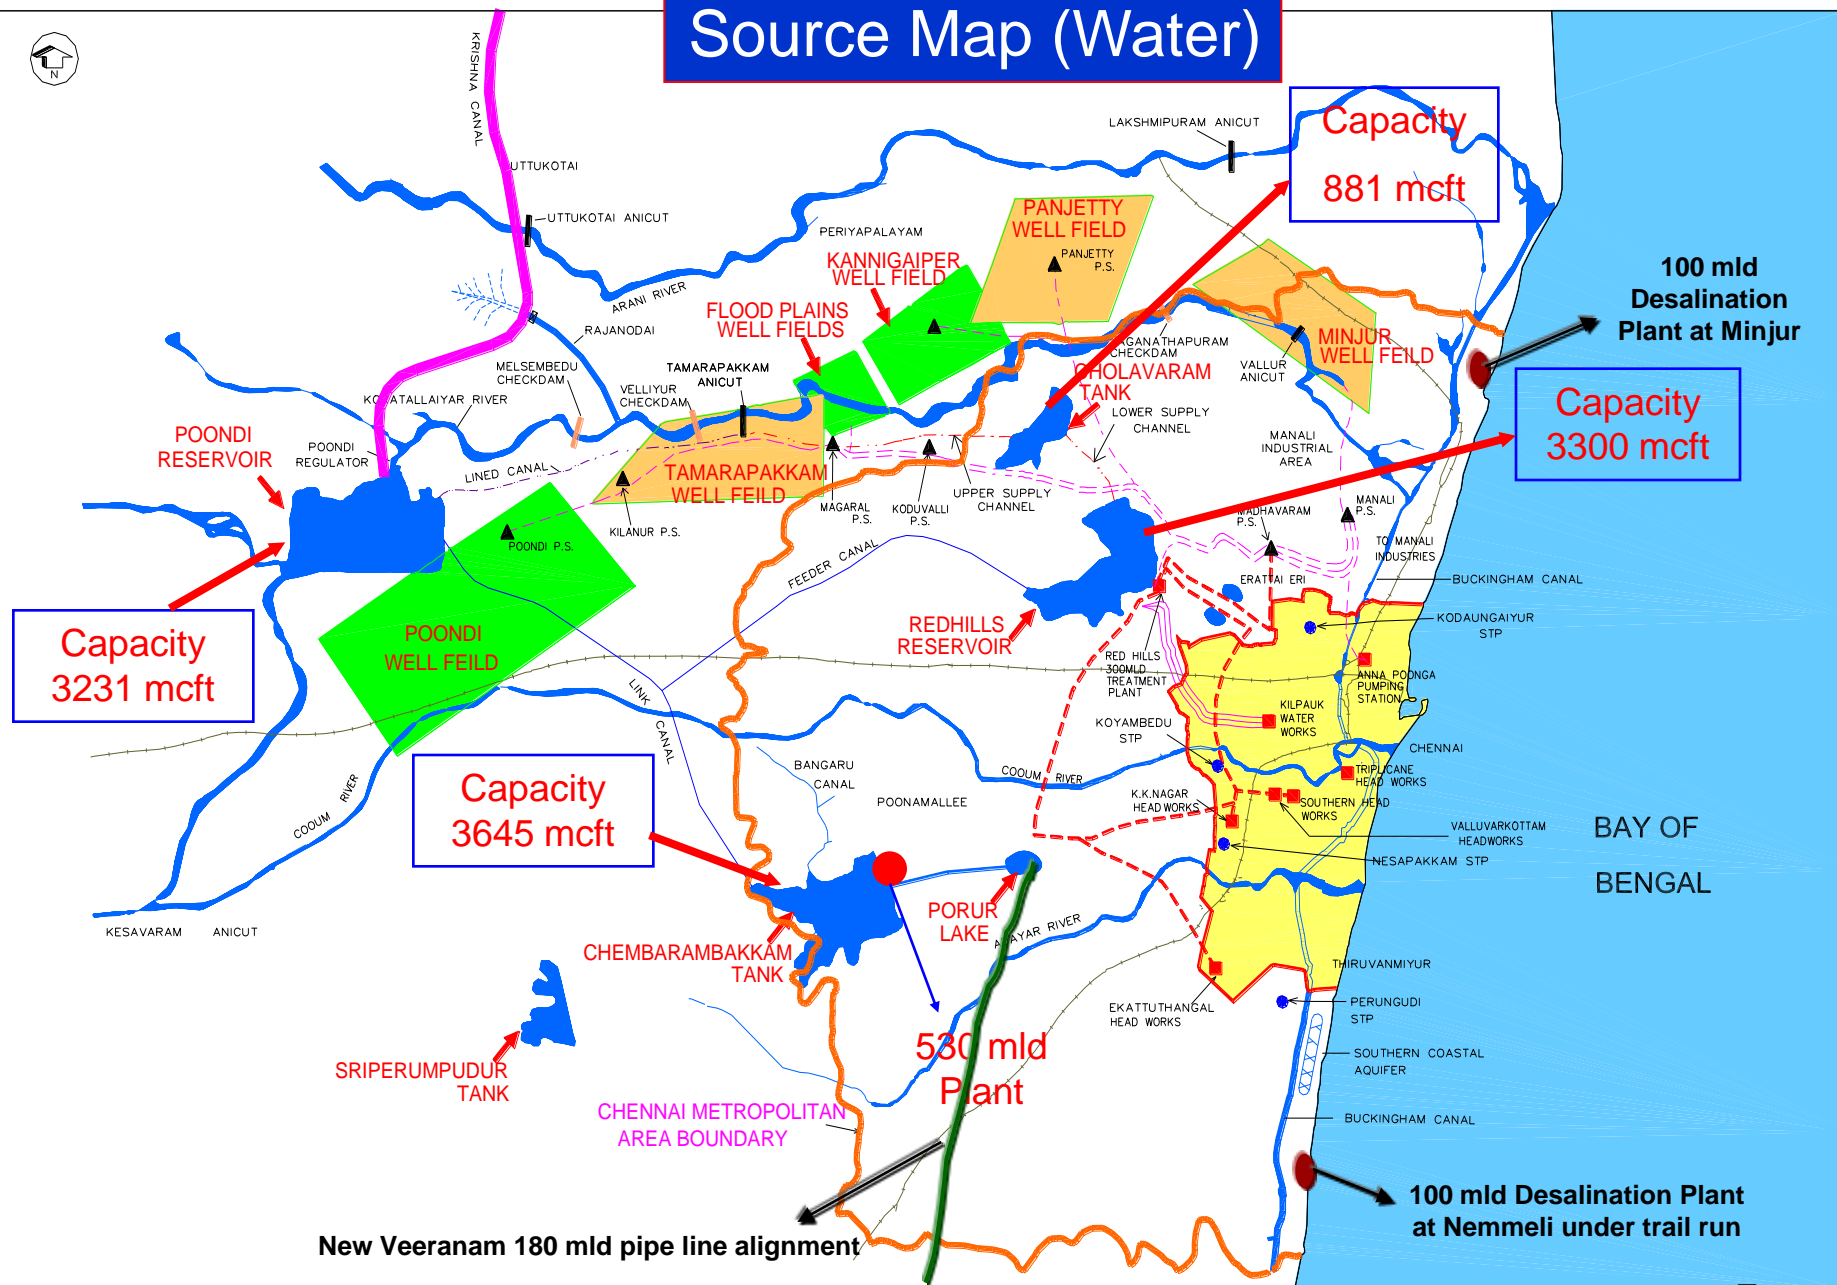 Source Map (Water)
N
KRISHNA CANAL
UTTUKOTAI
UTTUKOTAI ANICUT
LAKSHMIPURAM ANICUT
Capacity
881 mcft
PANJETTY
WELL FIELD
PANJETTY
P.S.
PERIYAPALAYAM
KANNIGAIPER
WELL FIELD
ARANI RIVER
FLOOD PLAINS
WELL FIELDS
RAJANODAI
100 mld
Desalination
Plant at Minjur
MINJUR
WELL FEILD
VALLUR
ANICUT
AGANATHAPURAM
CHECKDAM
CHOLAVARAM
TANK
MELSEMBEDU
CHECKDAM
TAMARAPAKKAM
ANICUT
VELLIYUR
CHECKDAM
RIVER
LOWER SUPPLY
CHANNEL
Capacity
3300 mcft
POONDI
RESERVOIR
POONDI
REGULATOR
LINED CANAL
TAMARAPAKKAM
WELL FEILD
MANALI
INDUSTRIAL
AREA
UPPER SUPPLY
CHANNEL
MAGARAL
P.S.
KODUVALLI
P.S.
KILANUR P.S.
POONDI P.S.
MADHAVARAM
P.S.
MANALI
P.S.
TO MANALI
INDUSTRIES
FEEDER CANAL
ERATTAI ERI
BUCKINGHAM CANAL
Capacity
3231 mcft
POONDI
WELL FEILD
REDHILLS
RESERVOIR
KODAUNGAIYUR
STP
RED HILLS
300MLD
TREATMENT
PLANT
ANNA POONGA
PUMPING
STATION
LINK CANAL
KILPAUK
WATER
WORKS
KOYAMBEDU
STP
CHENNAI
BANGARU
CANAL
COOUM RIVER
TRIPLICANE
HEAD WORKS
Capacity
3645 mcft
POONAMALLEE
K.K.NAGAR
HEAD WORKS
SOUTHERN HEAD
WORKS
COOUM RIVER
VALLUVARKOTTAM
HEADWORKS
BAY OF
BENGAL
NESAPAKKAM STP
KESAVARAM ANICUT
PORUR
LAKE
RIVER
CHEMBARAMBAKKAM
TANK
THIRUVANMIYUR
EKATTUTHANGAL
HEAD WORKS
PERUNGUDI
STP
530 mld
Plant
SRIPERUMPUDUR
TANK
SOUTHERN COASTAL
AQUIFER
CHENNAI METROPOLITAN
AREA BOUNDARY
BUCKINGHAM CANAL
100 mld Desalination Plant
at Nemmeli under trail run
New Veeranam 180 mld pipe line alignment